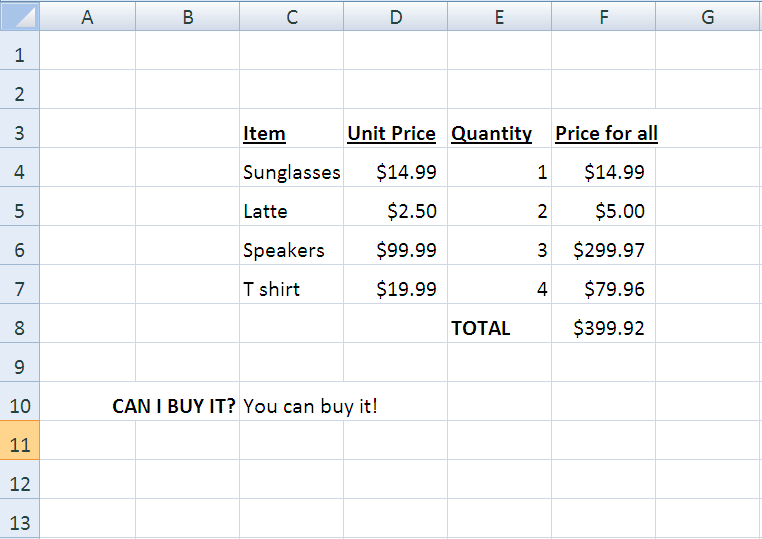 A B C D E F G
1
2
3 Item Unit Price Quantity Price for all
4 Sunglasses $14.99 1 $14.99
5 Latte $2.50 2 $5.00
6 Speakers $99.99 3 $299.97
7 T shirt $19.99 4 $79.96
8 TOTAL $399.92
9
10 CAN I BUY IT? You can buy it!
11
12
13